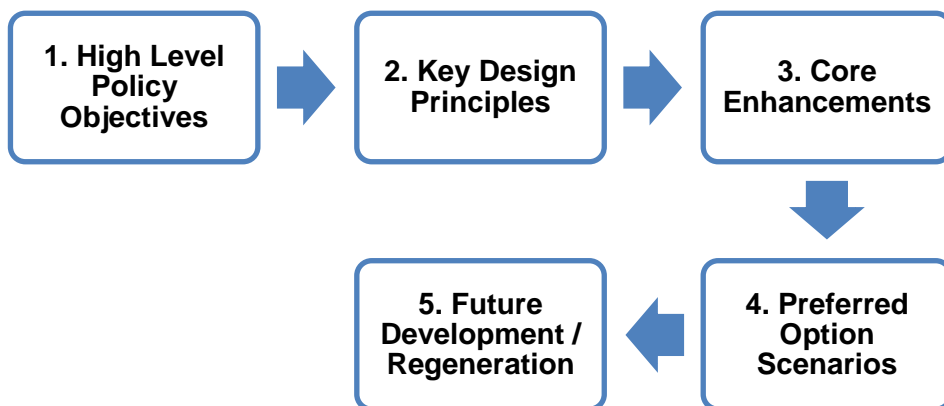 1. High Level
Policy
Objectives
2. Key Design
Principles
3. Core
Enhancements
4. Preferred
Option
Scenarios
5. Future
Development /
Regeneration